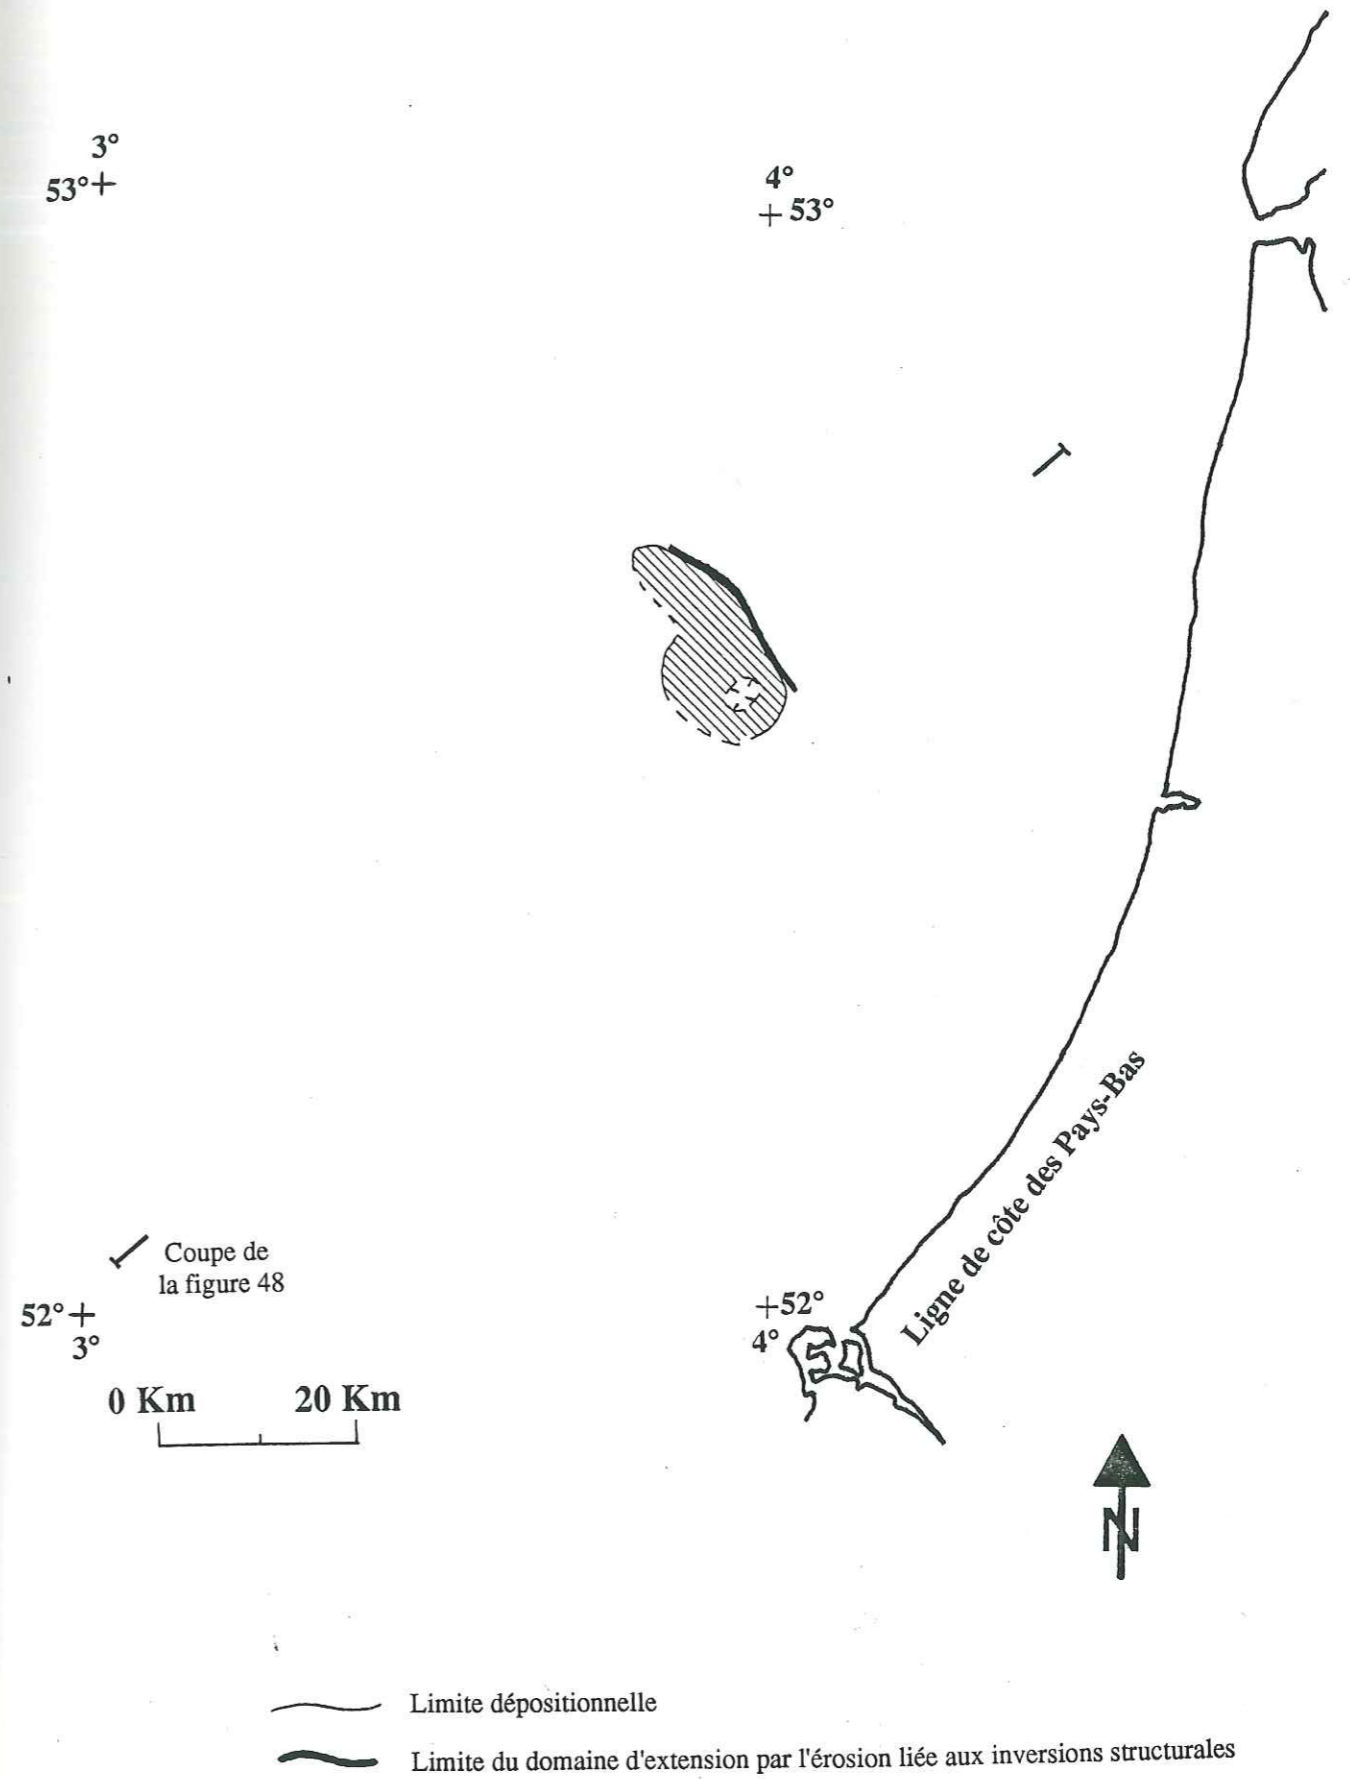 3°
53°+
4°
+ 53°
Ligne de côte des Pays-Bas
Coupe de
la figure 48
52°+
3°
+52°
4°
0 Km 20 Km
N
Limite dépositionnelle
Limite du domaine d'extension par l'érosion liée aux inversions structurales